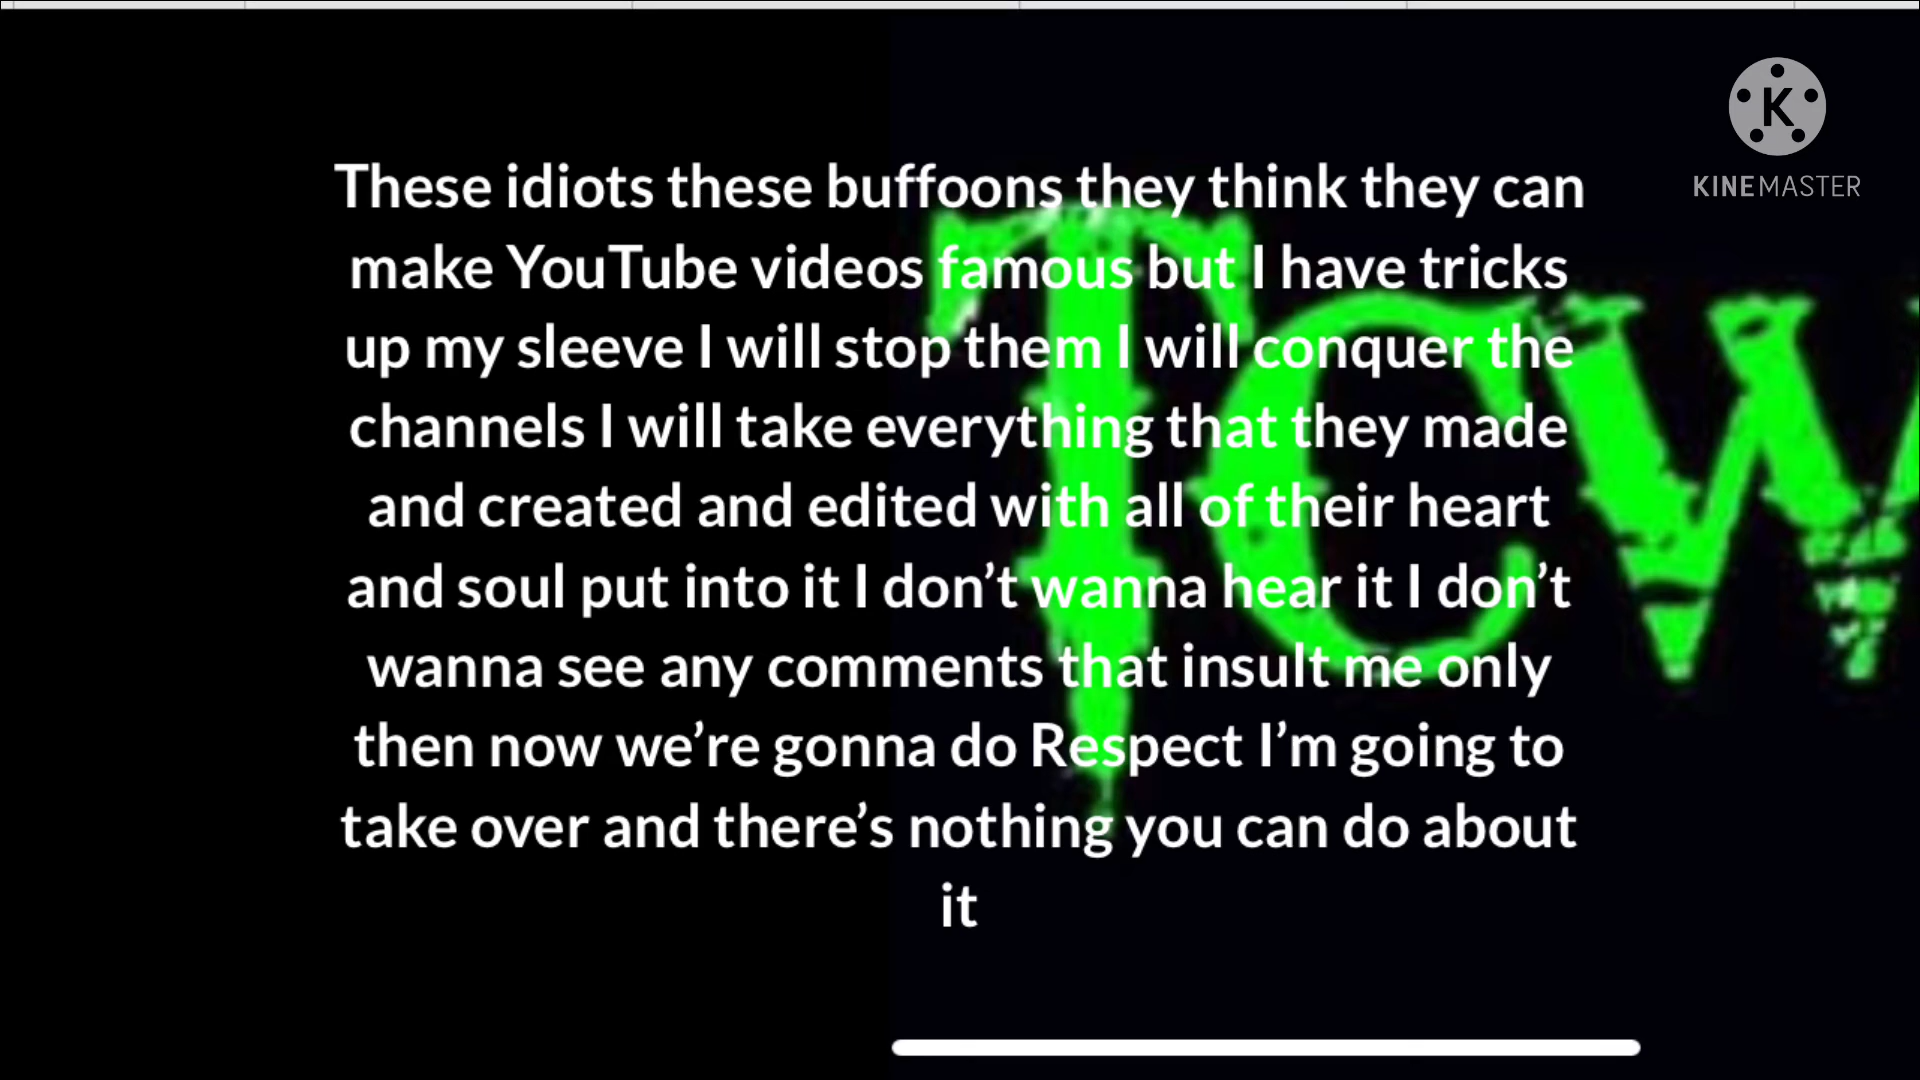 KINEMASTER
These idiots these buffoons they think they can
make YouTube videos famous but I have tricks
up my sleeve I will stop them I will conquer the
channels I will take everything that they made
and created and edited with all of their heart
and soul put into it I don’t wanna hear it I don’t
wanna see any comments that insult me only
then now we’re gonna do Respect I’m going to
take over and there’s nothing you can do about
it
K
TCW